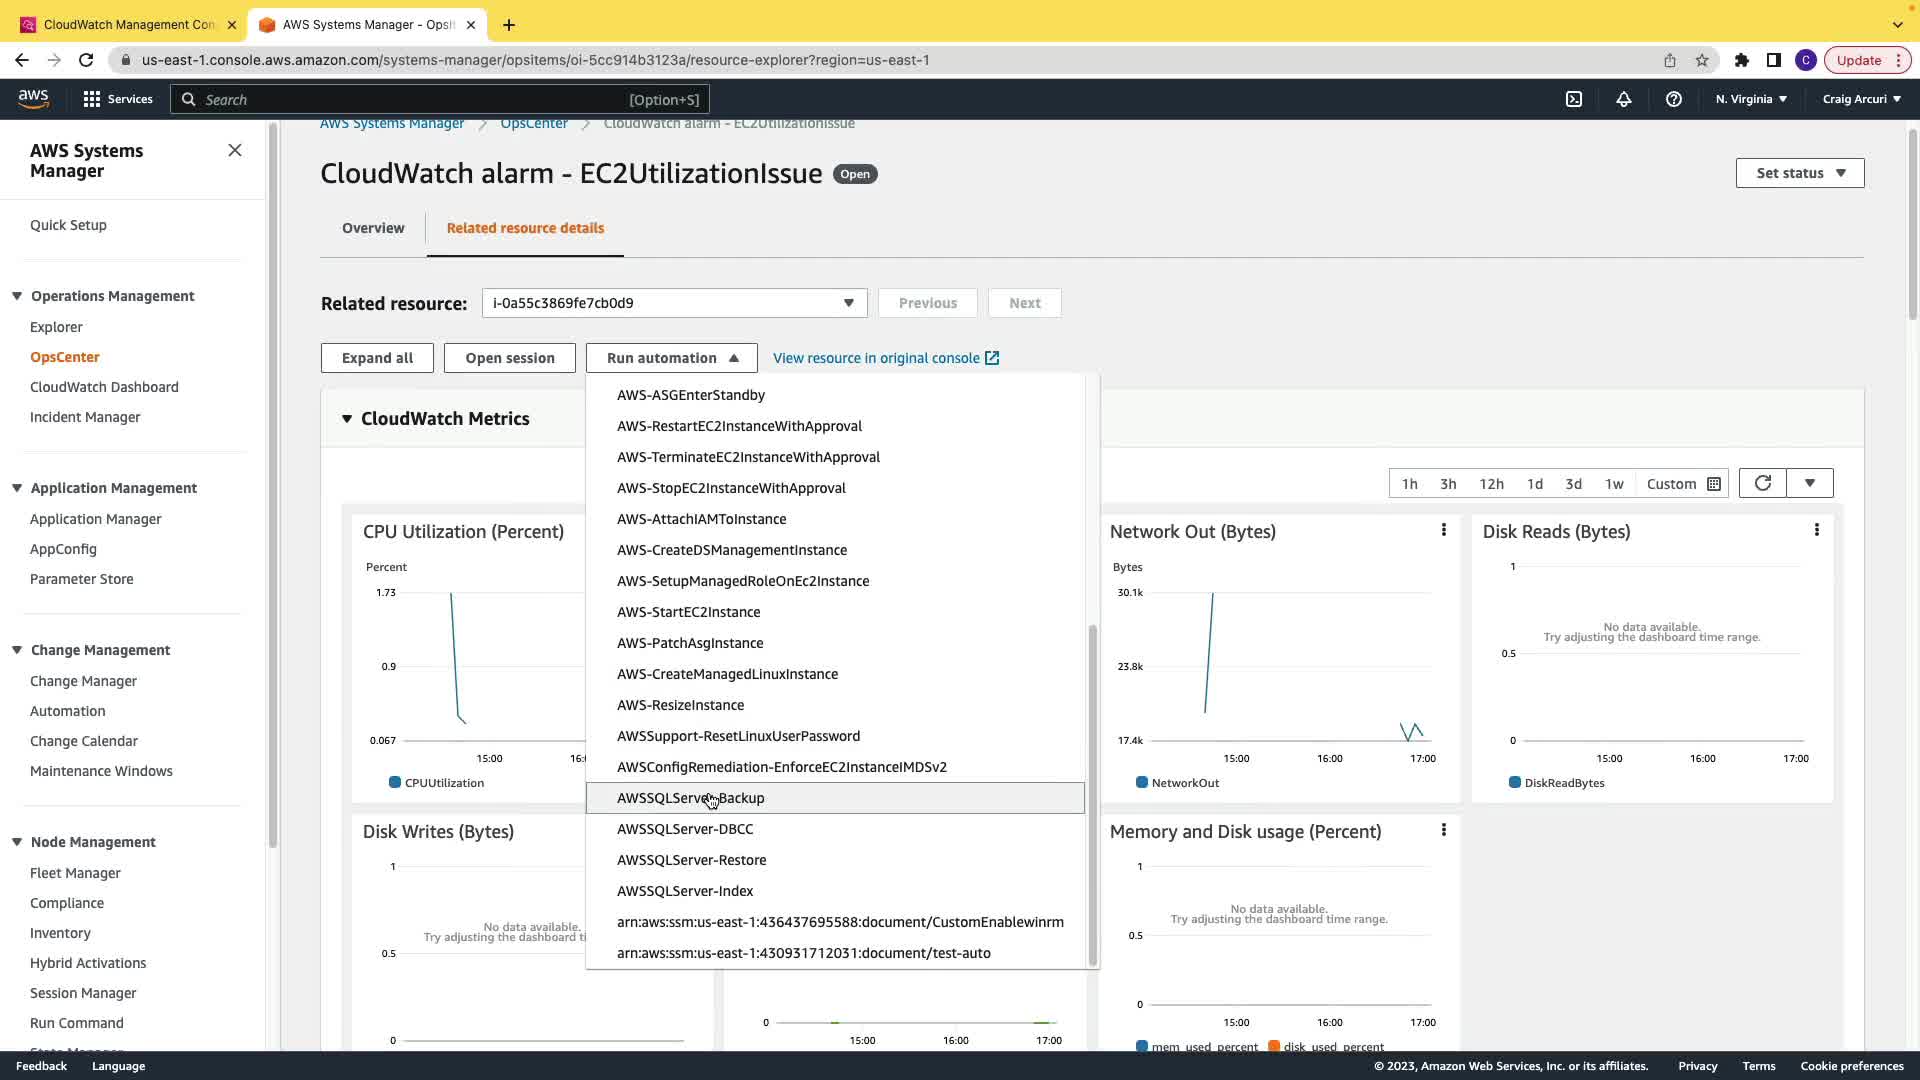 CloudWatch Management Con
AWS Systems Manager - OpsIt
us-east-1.console.aws.amazon.com/systems-manager/opsitems/oi-5cc914b3123a/resource-explorer?region=us-east-1
C
Update
aws
Services
Search
[Option+S]
N. Virginia
Craig Arcuri
AWS Systems Manager
Quick Setup
Operations Management
Explorer
OpsCenter
CloudWatch Dashboard
Incident Manager
Application Management
Application Manager
AppConfig
Parameter Store
Change Management
Change Manager
Automation
Change Calendar
Maintenance Windows
Node Management
Fleet Manager
Compliance
Inventory
Hybrid Activations
Session Manager
Run Command
AWS Systems Manager > OpsCenter > CloudWatch alarm - EC2UtilizationIssue
CloudWatch alarm - EC2UtilizationIssue Open
Set status
Overview
Related resource details
Related resource: i-0a55c3869fe7cb0d9 Previous Next
Expand all Open session Run automation View resource in original console
AWS-ASGEnterStandby
AWS-RestartEC2InstanceWithApproval
AWS-TerminateEC2InstanceWithApproval
AWS-StopEC2InstanceWithApproval
AWS-AttachIAMToInstance
AWS-CreateDSManagementInstance
AWS-SetupManagedRoleOnEc2Instance
AWS-StartEC2Instance
AWS-PatchAsgInstance
AWS-CreateManagedLinuxInstance
AWS-ResizeInstance
AWSSupport-ResetLinuxUserPassword
AWSConfigRemediation-EnforceEC2InstanceIMDSv2
AWSSQLServer-Backup
AWSSQLServer-DBCC
AWSSQLServer-Restore
AWSSQLServer-Index
arn:aws:ssm:us-east-1:436437695588:document/CustomEnablewinrm
arn:aws:ssm:us-east-1:430931712031:document/test-auto
CloudWatch Metrics
1h 3h 12h 1d 3d 1w Custom
CPU Utilization (Percent)
Percent
1.73
0.9
0.067
15:00
CPUUtilization
Network Out (Bytes)
Bytes
30.1k
23.8k
17.4k
15:00 16:00 17:00
NetworkOut
Disk Reads (Bytes)
1
No data available.
Try adjusting the dashboard time range.
0.5
0
15:00 16:00 17:00
DiskReadBytes
Disk Writes (Bytes)
1
No data available.
Try adjusting the dashboard
0.5
0
0
15:00 16:00 17:00
Memory and Disk usage (Percent)
1
No data available.
Try adjusting the dashboard time range.
0.5
0
15:00 16:00 17:00
mem_used_percent disk_used_percent
Feedback Language
© 2023, Amazon Web Services, Inc. or its affiliates. Privacy Terms Cookie preferences